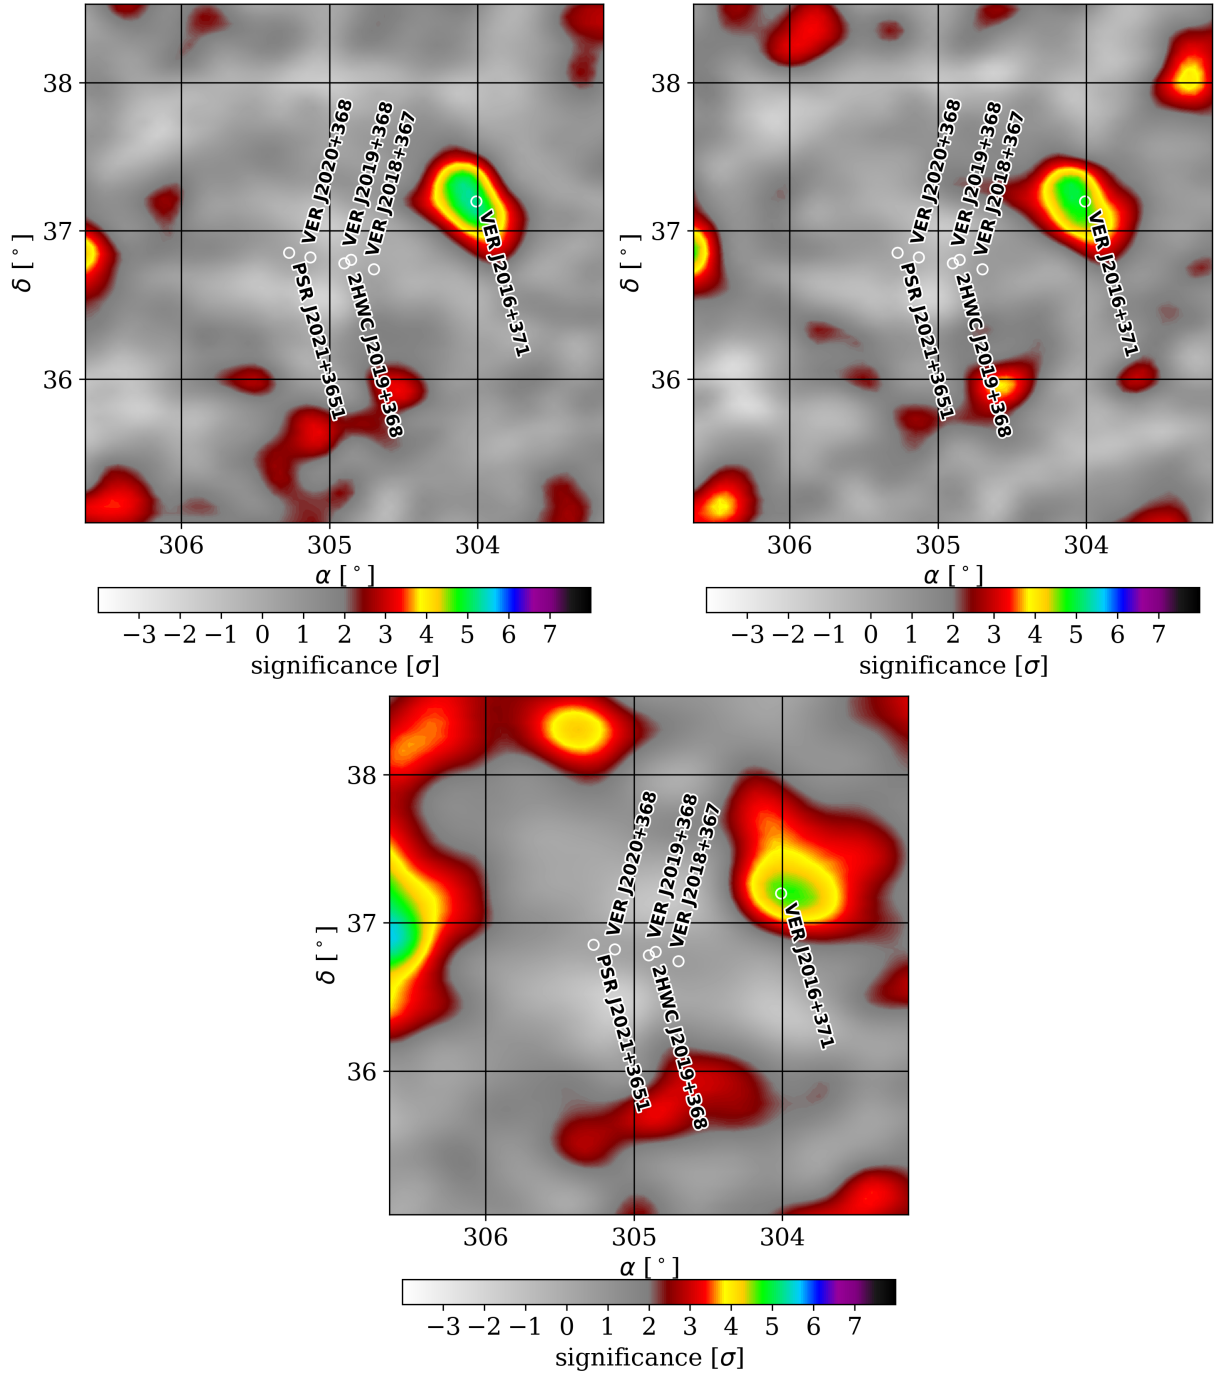 38
37
36
δ [°]
VER J2020+368
VER J2019+368
VER J2018+367
VER J2016+371
PSR J2021+3651
2HWC J2019+368
306 305 304
α [°]
−3 −2 −1 0 1 2 3 4 5 6 7
significance [σ]
38
37
36
δ [°]
VER J2020+368
VER J2019+368
VER J2018+367
VER J2016+371
PSR J2021+3651
2HWC J2019+368
306 305 304
α [°]
−3 −2 −1 0 1 2 3 4 5 6 7
significance [σ]
38
37
36
δ [°]
VER J2020+368
VER J2019+368
VER J2018+367
VER J2016+371
PSR J2021+3651
2HWC J2019+368
306 305 304
α [°]
−3 −2 −1 0 1 2 3 4 5 6 7
significance [σ]